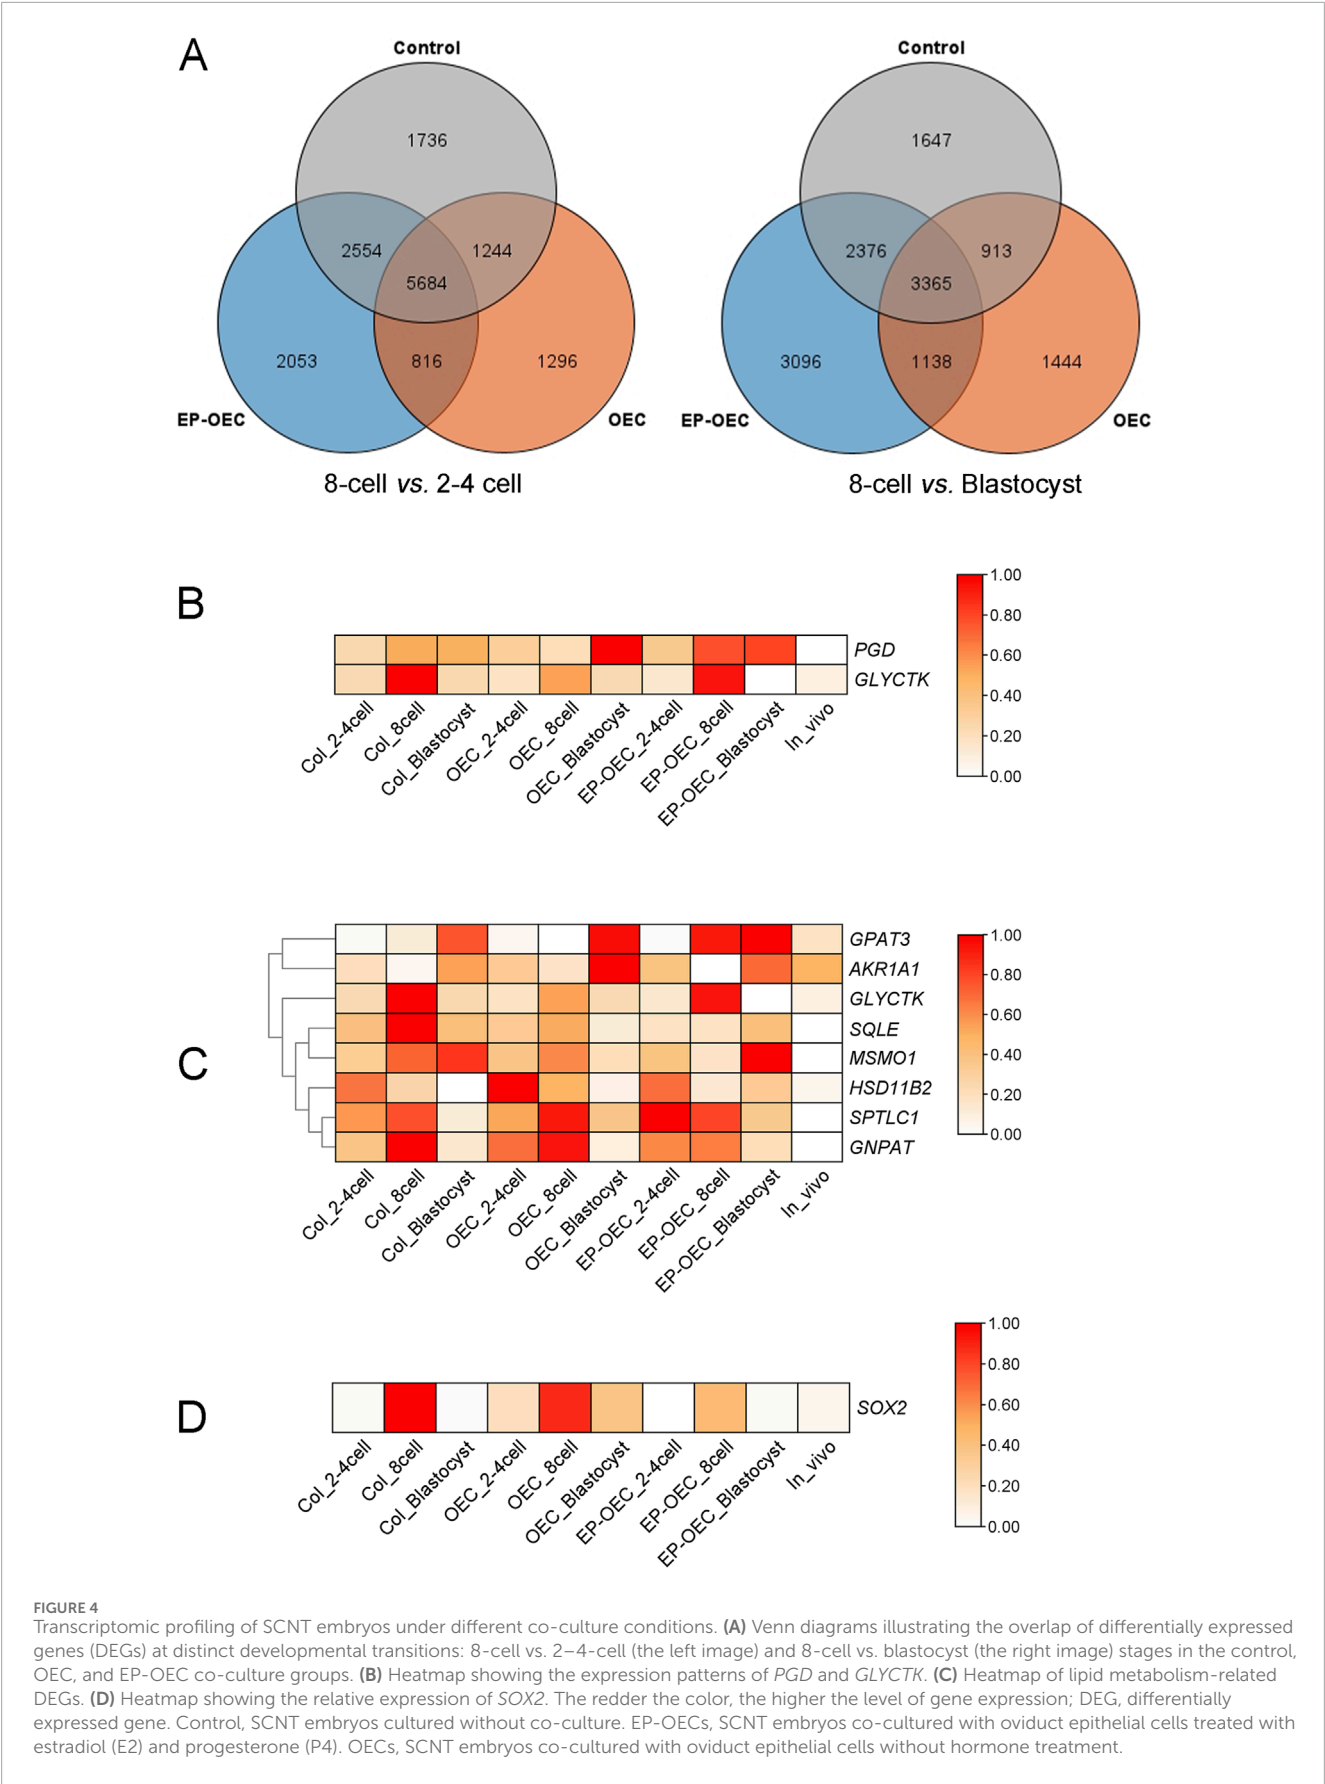 A
Control
1736
2554
1244
5684
2053
816
1296
EP-OEC
OEC
8-cell vs. 2-4 cell
Control
1647
2376
913
3365
3096
1138
1444
EP-OEC
OEC
8-cell vs. Blastocyst
B
PGD
GLYCTK
Col_2-4cell
Col_8cell
Col_Blastocyst
OEC_2-4cell
OEC_8cell
OEC_Blastocyst
EP-OEC_2-4cell
EP-OEC_8cell
EP-OEC_Blastocyst
In_vivo
1.00
0.80
0.60
0.40
0.20
0.00
C
GPAT3
AKR1A1
GLYCTK
SQLE
MSMO1
HSD11B2
SPTLC1
GNPAT
Col_2-4cell
Col_8cell
Col_Blastocyst
OEC_2-4cell
OEC_8cell
OEC_Blastocyst
EP-OEC_2-4cell
EP-OEC_8cell
EP-OEC_Blastocyst
In_vivo
1.00
0.80
0.60
0.40
0.20
0.00
D
SOX2
Col_2-4cell
Col_8cell
Col_Blastocyst
OEC_2-4cell
OEC_8cell
OEC_Blastocyst
EP-OEC_2-4cell
EP-OEC_8cell
EP-OEC_Blastocyst
In_vivo
1.00
0.80
0.60
0.40
0.20
0.00
FIGURE 4
Transcriptomic profiling of SCNT embryos under different co-culture conditions. (A) Venn diagrams illustrating the overlap of differentially expressed
genes (DEGs) at distinct developmental transitions: 8-cell vs. 2–4-cell (the left image) and 8-cell vs. blastocyst (the right image) stages in the control,
OEC, and EP-OEC co-culture groups. (B) Heatmap showing the expression patterns of PGD and GLYCTK. (C) Heatmap of lipid metabolism-related
DEGs. (D) Heatmap showing the relative expression of SOX2. The redder the color, the higher the level of gene expression; DEG, differentially
expressed gene. Control, SCNT embryos cultured without co-culture. EP-OECs, SCNT embryos co-cultured with oviduct epithelial cells treated with
estradiol (E2) and progesterone (P4). OECs, SCNT embryos co-cultured with oviduct epithelial cells without hormone treatment.